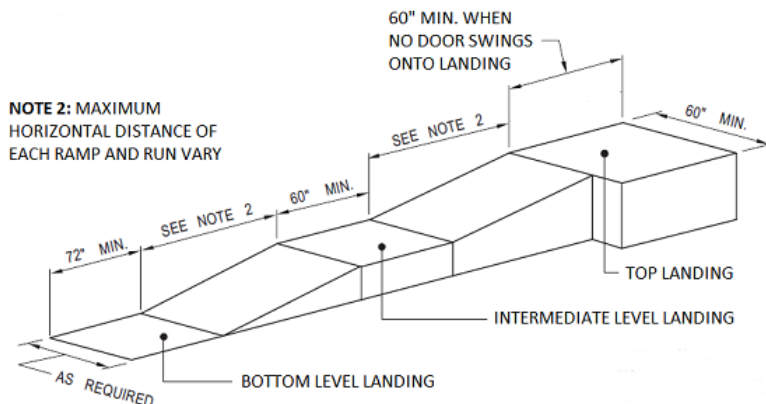 60" MIN. WHEN
NO DOOR SWINGS
ONTO LANDING
NOTE 2: MAXIMUM
HORIZONTAL DISTANCE OF
EACH RAMP AND RUN VARY
SEE NOTE 2
60" MIN.
60" MIN.
SEE NOTE 2
72" MIN.
TOP LANDING
INTERMEDIATE LEVEL LANDING
BOTTOM LEVEL LANDING
AS REQUIRED